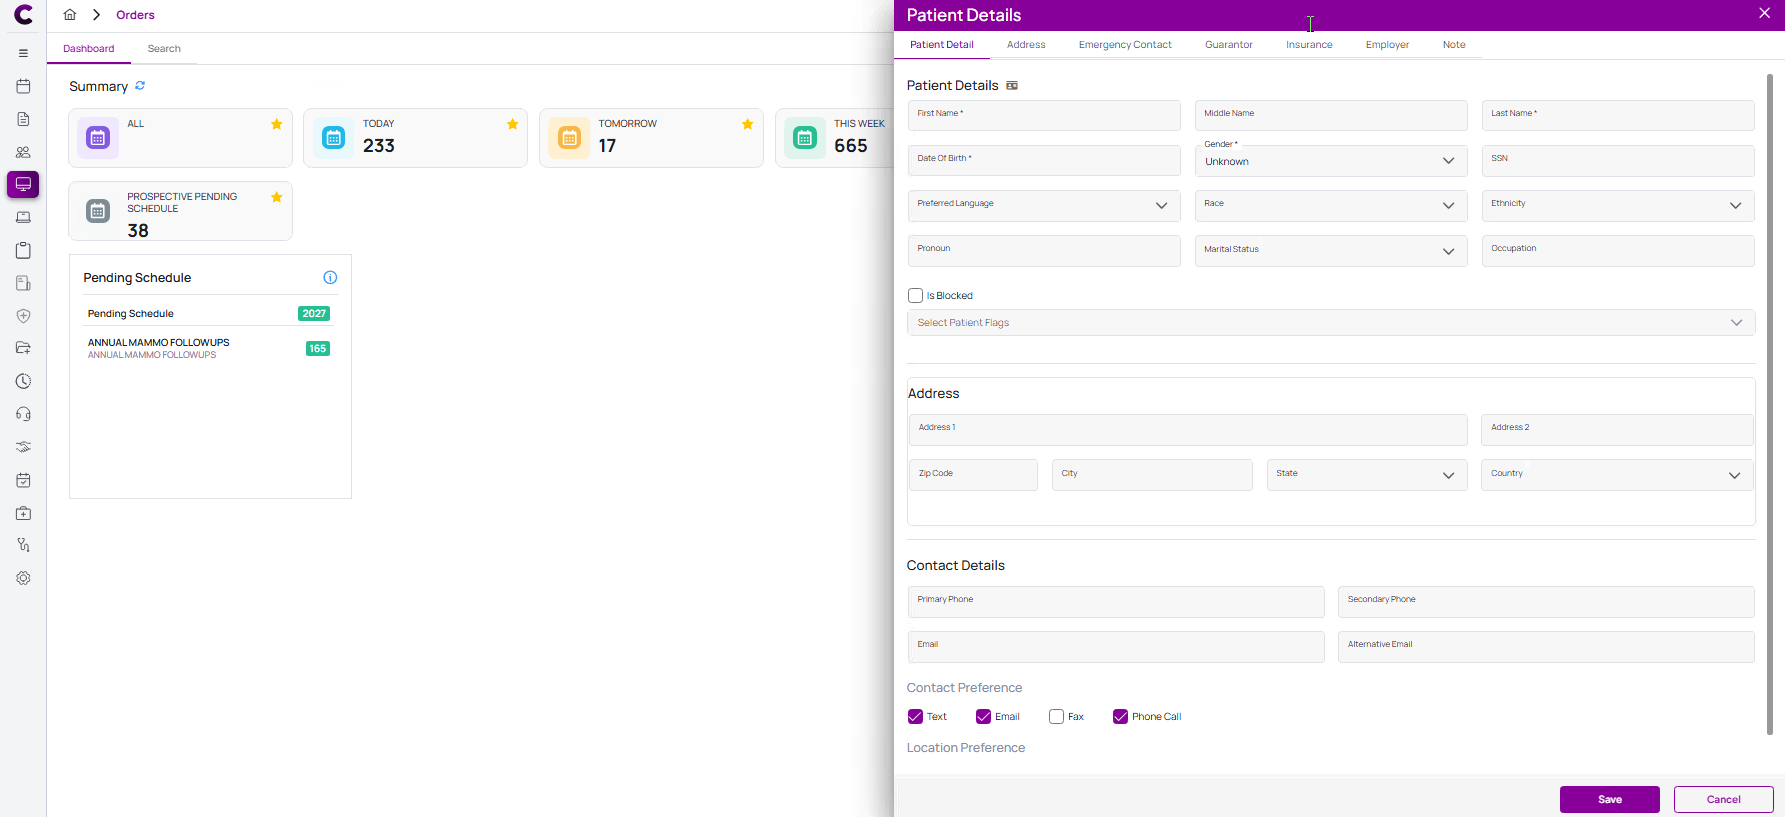 Orders
Dashboard
Search
Summary
ALL
TODAY
233
TOMORROW
17
THIS WEEK
665
PROSPECTIVE PENDING
SCHEDULE
38
Pending Schedule
Pending Schedule
2027
ANNUAL MAMMO FOLLOWUPS
ANNUAL MAMMO FOLLOWUPS
165
Patient Details
Patient Detail
Address
Emergency Contact
Guarantor
Insurance
Employer
Note
Patient Details
First Name *
Middle Name
Last Name *
Date Of Birth *
Gender *
Unknown
SSN
Preferred Language
Race
Ethnicity
Pronoun
Marital Status
Occupation
Is Blocked
Select Patient Flags
Address
Address 1
Address 2
Zip Code
City
State
Country
Contact Details
Primary Phone
Secondary Phone
Email
Alternative Email
Contact Preference
Text
Email
Fax
Phone Call
Location Preference
Save
Cancel